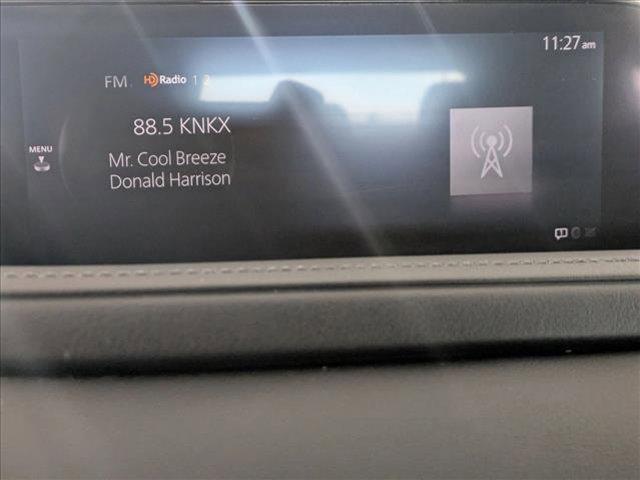 11:27 am
FM HD Radio 1 2
88.5 KNKX
MENU
Mr. Cool Breeze
Donald Harrison